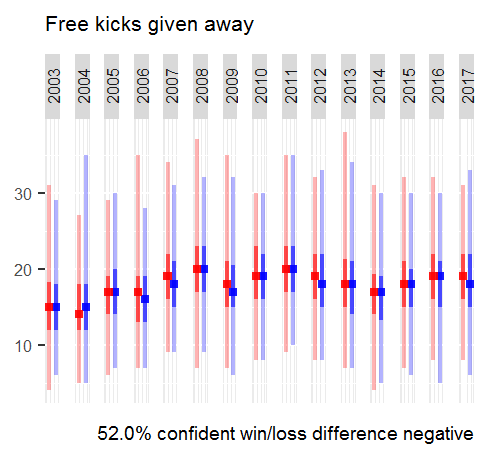 Free kicks given away
2003 2004 2005 2006 2007 2008 2009 2010 2011 2012 2013 2014 2015 2016 2017
30
20
10
52.0% confident win/loss difference negative